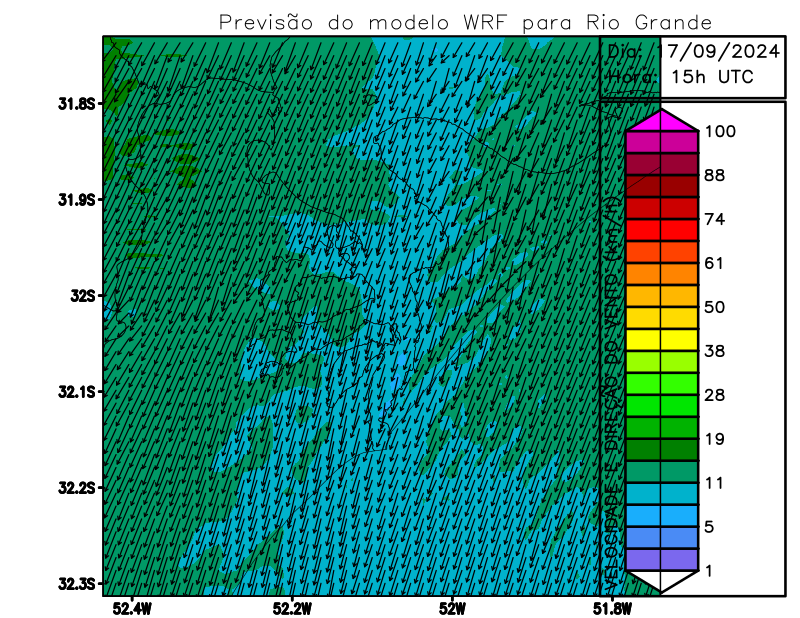 Previsão do modelo WRF para Rio Grande
Dia: 17/09/2024
Hora: 15h UTC
31.8S
31.9S
32S
32.1S
32.2S
32.3S
52.4W
52.2W
52W
51.8W
VELOCIDADE E DIREÇÃO DO VENTO (km/h)
100
88
74
61
50
38
28
19
11
5
1